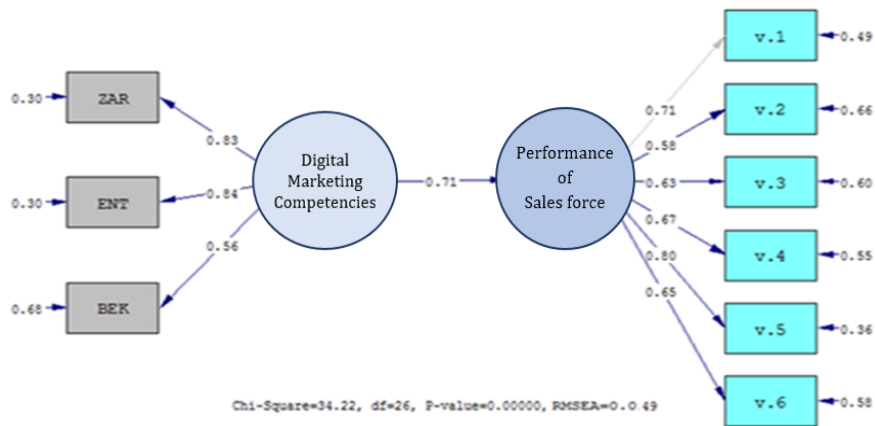 v.1
0.49
0.30
ZAR
0.71
v.2
0.66
0.83
0.58
Digital
Marketing
Competencies
Performance
of
Sales force
0.71
0.63
v.3
0.60
0.30
ENT
0.84
0.67
v.4
0.55
0.80
0.56
0.65
0.68
BEK
v.5
0.36
v.6
0.58
Chi-Square=34.22, df=26, P-value=0.00000, RMSEA=0.0.49